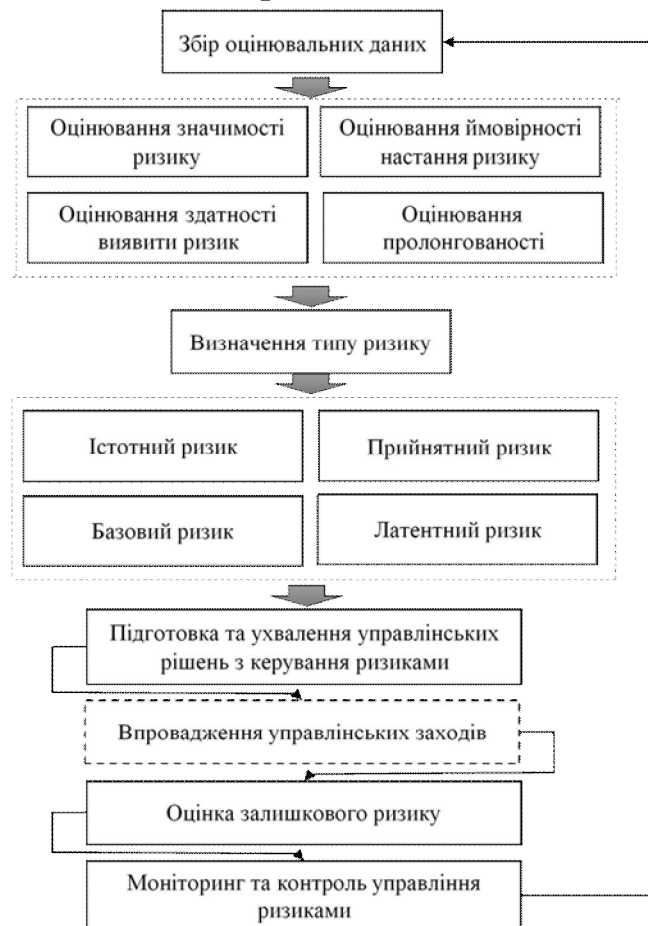 Збір оцінювальних даних
Оцінювання значимості
ризику
Оцінювання ймовірності
настання ризику
Оцінювання здатності
виявити ризик
Оцінювання
пролонгованості
Визначення типу ризику
Істотний ризик
Прийнятний ризик
Базовий ризик
Латентний ризик
Підготовка та ухвалення управлінських
рішень з керування ризиками
Впровадження управлінських заходів
Оцінка залишкового ризику
Моніторинг та контроль управління
ризиками